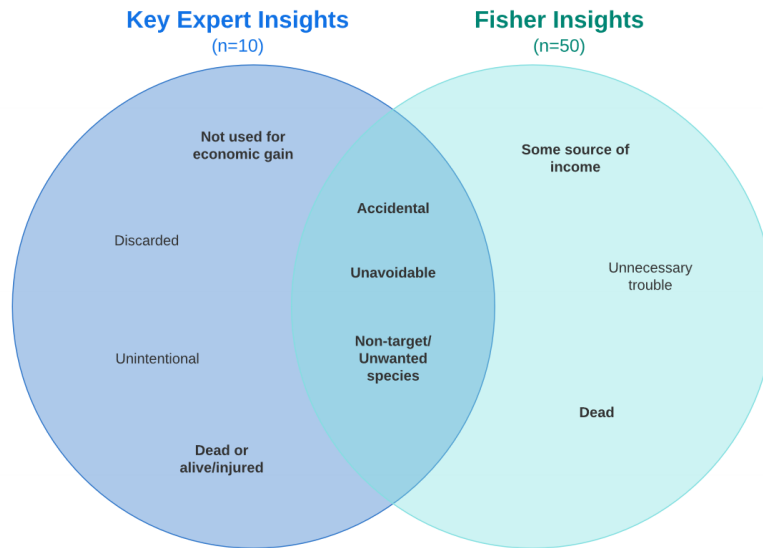 Key Expert Insights
(n=10)
Fisher Insights
(n=50)
Not used for
economic gain
Discarded
Unintentional
Dead or
alive/injured
Accidental
Unavoidable
Non-target/
Unwanted
species
Some source of
income
Unnecessary
trouble
Dead